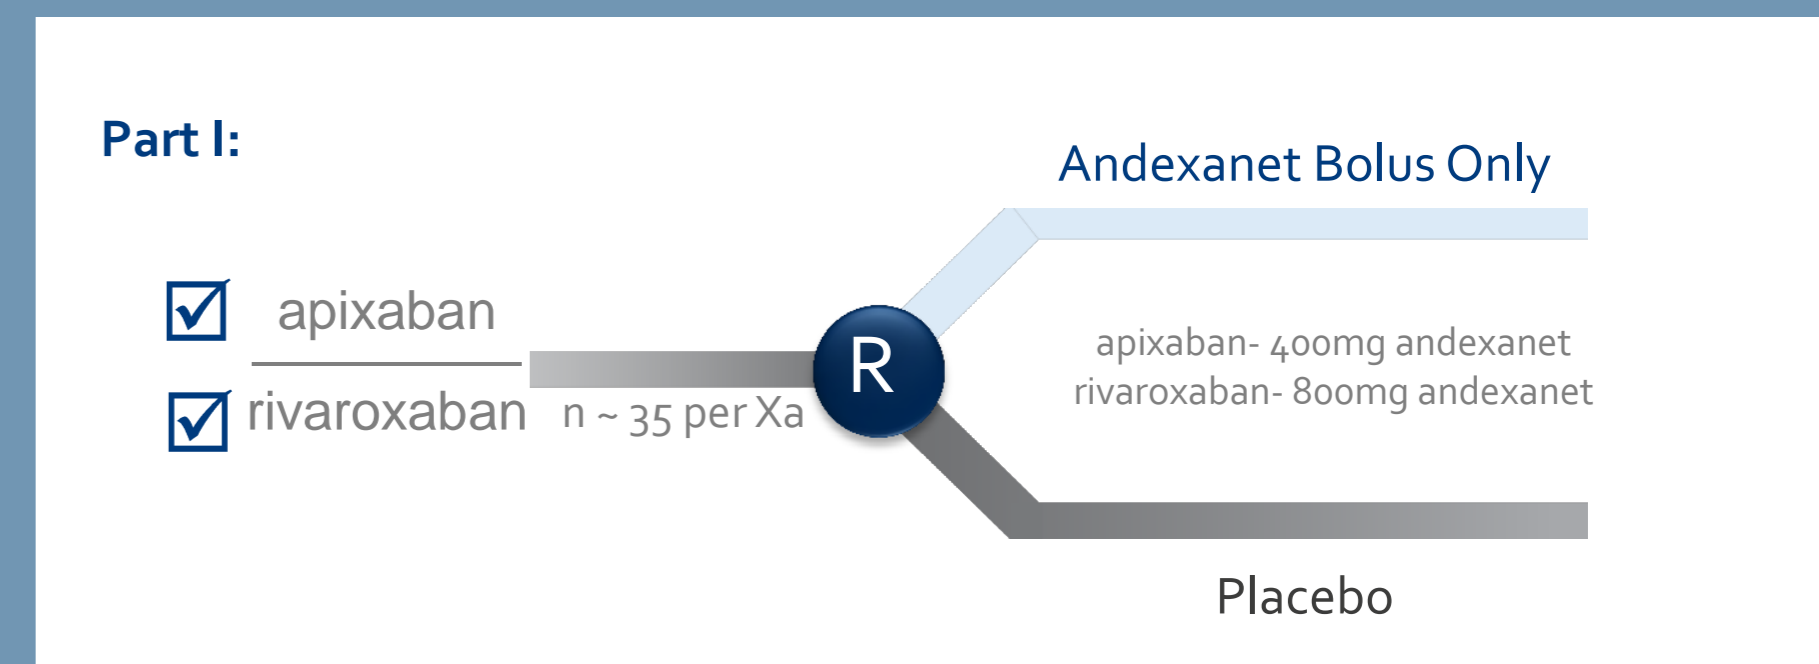 Part I:
Andexanet Bolus Only
apixaban
rivaroxaban
n ~ 35 per Xa
R
apixaban- 400mg andexanet
rivaroxaban- 800mg andexanet
Placebo